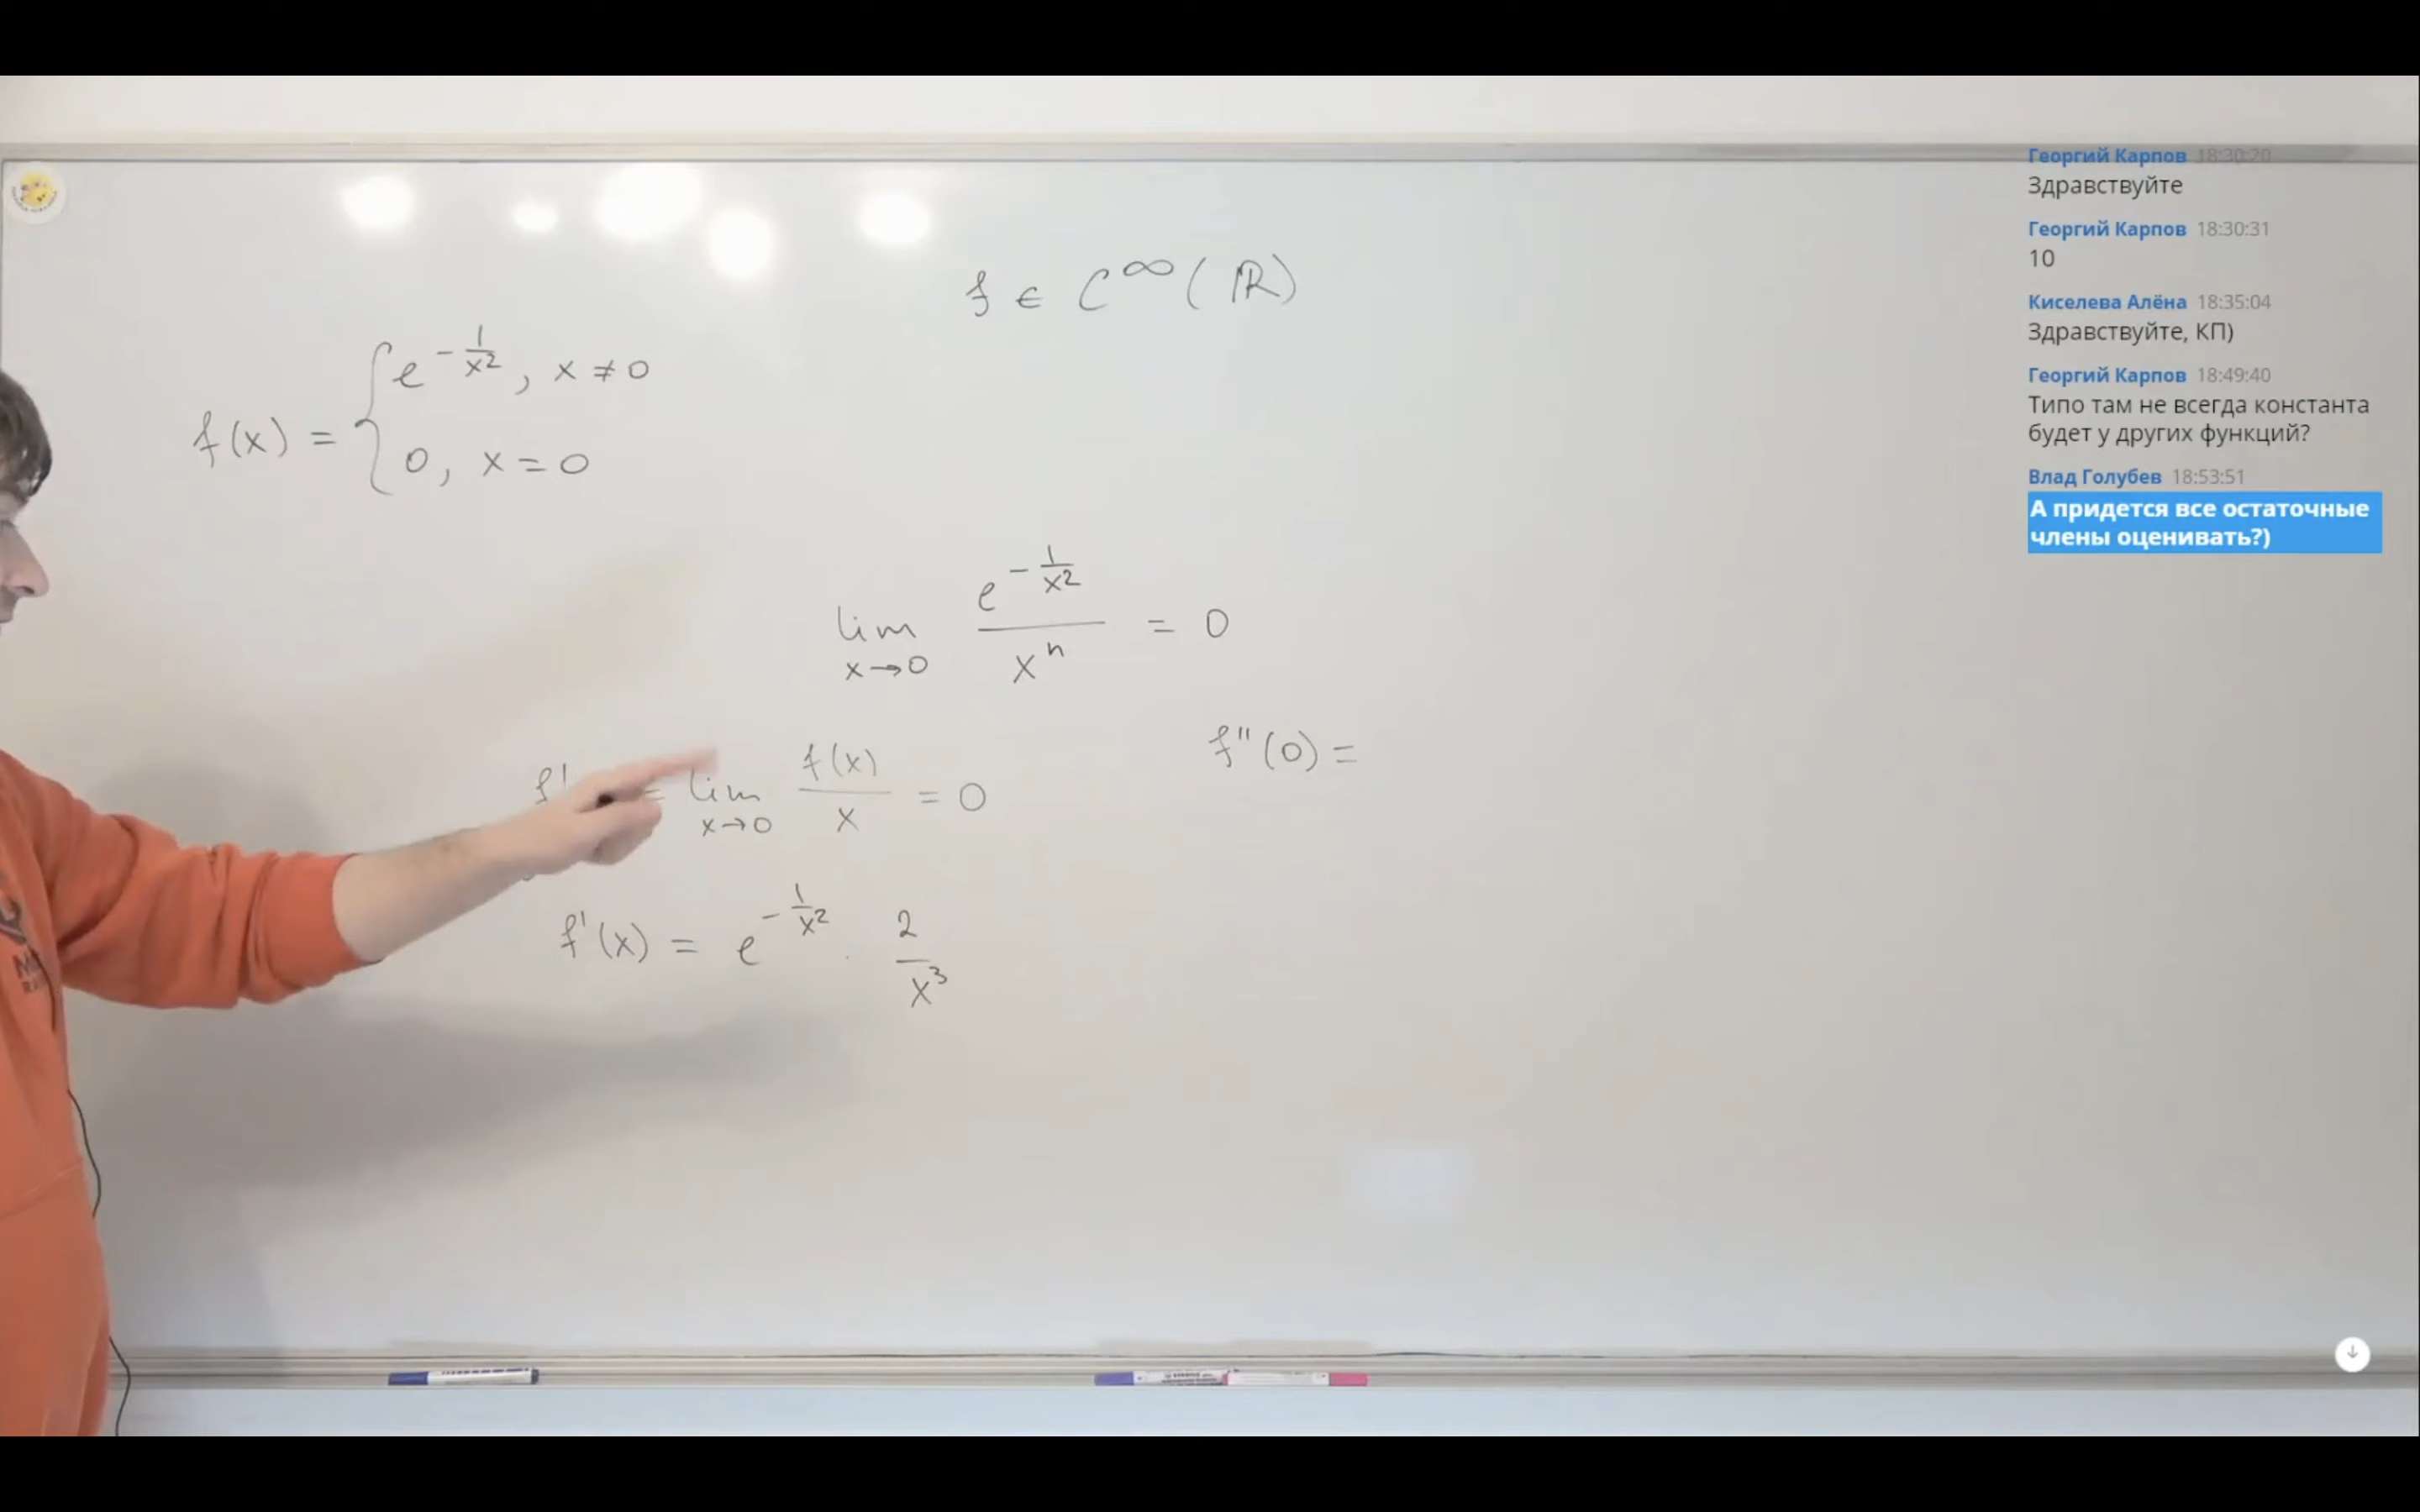 f ∈ C^∞(ℝ)
f(x) = { e^{-1/x²}, x ≠ 0
0, x = 0
lim_{x→0} e^{-1/x²} / x^n = 0
f' = lim_{x→0} f(x)/x = 0
f''(0) =
f'(x) = e^{-1/x²} · 2/x³
Георгий Карпов 18:30:20
Здравствуйте
Георгий Карпов 18:30:31
10
Киселева Алёна 18:35:04
Здравствуйте, КП)
Георгий Карпов 18:49:40
Типо там не всегда константа
будет у других функций?
Влад Голубев 18:53:51
А придется все остаточные
члены оценивать?)